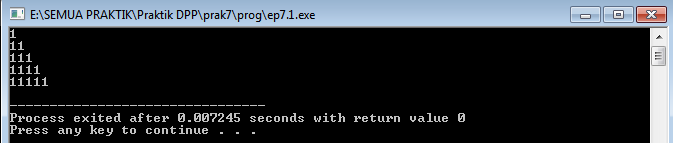 E:\SEMUA PRAKTIK\Praktik DPP\prak7\prog\ep7.1.exe
1
11
111
1111
11111
--------------------------------
Process exited after 0.007245 seconds with return value 0
Press any key to continue . . .